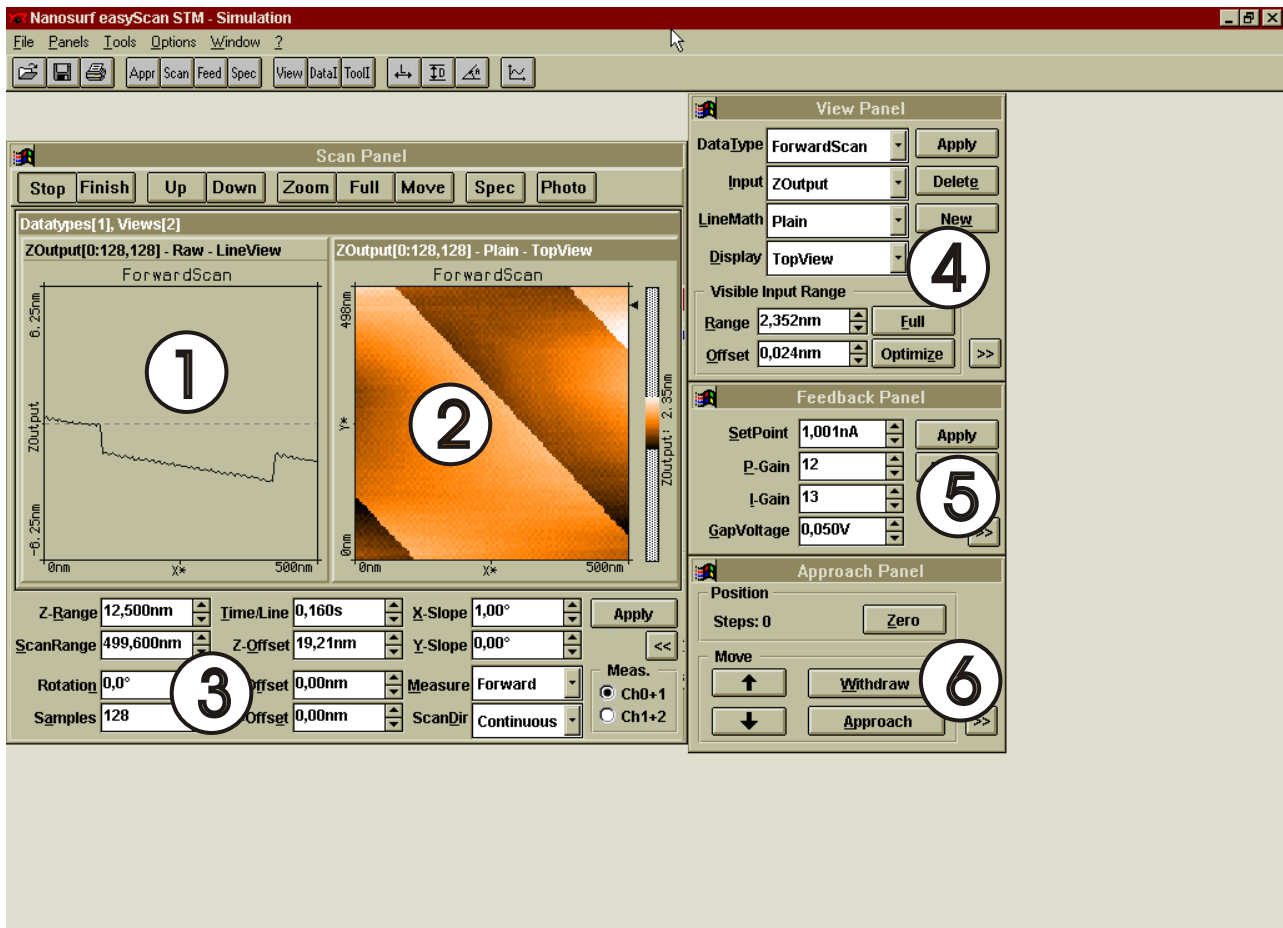 Nanosurf easyScan STM - Simulation
File Panels Tools Options Window ?
Appr Scan Feed Spec View DataI ToolI
Scan Panel
Stop Finish Up Down Zoom Full Move Spec Photo
Datatypes[1], Views[2]
ZOutput[0:128,128] - Raw - LineView
ForwardScan
6.25nm
ZOutput
-6.25nm
0nm X* 500nm
1
ZOutput[0:128,128] - Plain - TopView
ForwardScan
498nm
Y*
0nm
0nm X* 500nm
ZOutput: 2.35nm
2
Z-Range 12,500nm Time/Line 0,160s X-Slope 1,00° Apply
ScanRange 499,600nm Z-Offset 19,21nm Y-Slope 0,00° <<
Rotation 0,0° Offset 0,00nm Measure Forward
Samples 128 Offset 0,00nm ScanDir Continuous
Meas.
Ch0+1
Ch1+2
3
View Panel
DataType ForwardScan Apply
Input ZOutput Delete
LineMath Plain New
Display TopView
4
Visible Input Range
Range 2,352nm Full
Offset 0,024nm Optimize >>
Feedback Panel
SetPoint 1,001nA Apply
P-Gain 12
I-Gain 13
GapVoltage 0,050V >>
5
Approach Panel
Position
Steps: 0 Zero
Move
Withdraw
Approach >>
6